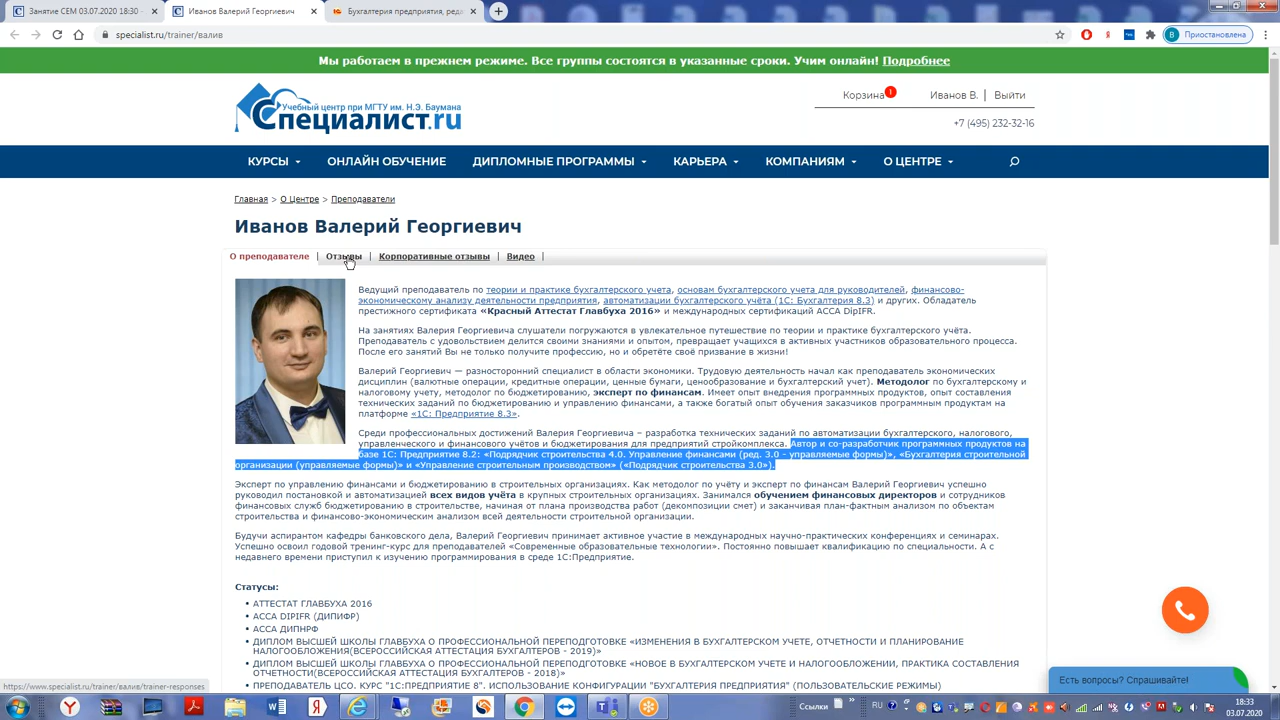 Занятие СЕМ 03.07.2020 18:30 -
Иванов Валерий Георгиевич
Бухгалтерия предприятия, реда
specialist.ru/trainer/валив
Приостановлена
Мы работаем в прежнем режиме. Все группы состоятся в указанные сроки. Учим онлайн! Подробнее
Учебный центр при МГТУ им. Н.Э. Баумана
Специалист.ru
Корзина 1
Иванов В. | Выйти
+7 (495) 232-32-16
КУРСЫ ОНЛАЙН ОБУЧЕНИЕ ДИПЛОМНЫЕ ПРОГРАММЫ КАРЬЕРА КОМПАНИЯМ О ЦЕНТРЕ
Главная > О Центре > Преподаватели
Иванов Валерий Георгиевич
О преподавателе | Отзывы | Корпоративные отзывы | Видео |
Ведущий преподаватель по теории и практике бухгалтерского учета, основам бухгалтерского учета для руководителей, финансово-
экономическому анализу деятельности предприятия, автоматизации бухгалтерского учёта (1С: Бухгалтерия 8.3) и других. Обладатель
престижного сертификата «Красный Аттестат Главбуха 2016» и международных сертификаций ACCA DipIFR.
На занятиях Валерия Георгиевича слушатели погружаются в увлекательное путешествие по теории и практике бухгалтерского учёта.
Преподаватель с удовольствием делится своими знаниями и опытом, превращает учащихся в активных участников образовательного процесса.
После его занятий Вы не только получите профессию, но и обретёте своё призвание в жизни!
Валерий Георгиевич — разносторонний специалист в области экономики. Трудовую деятельность начал как преподаватель экономических
дисциплин (валютные операции, кредитные операции, ценные бумаги, ценообразование и бухгалтерский учет). Методолог по бухгалтерскому и
налоговому учету, методолог по бюджетированию, эксперт по финансам. Имеет опыт внедрения программных продуктов, опыт составления
технических заданий по бюджетированию и управлению финансами, а также богатый опыт обучения заказчиков программным продуктам на
платформе «1С: Предприятие 8.3».
Среди профессиональных достижений Валерия Георгиевича – разработка технических заданий по автоматизации бухгалтерского, налогового,
управленческого и финансового учётов и бюджетирования для предприятий стройкомплекса. Автор и со-разработчик программных продуктов на
базе 1С: Предприятие 8.2: «Подрядчик строительства 4.0. Управление финансами (ред. 3.0 – управляемые формы)», «Бухгалтерия строительной
организации (управляемые формы)» и «Управление строительным производством» («Подрядчик строительства 3.0»).
Эксперт по управлению финансами и бюджетированию в строительных организациях. Как методолог по учёту и эксперт по финансам Валерий Георгиевич успешно
руководил постановкой и автоматизацией всех видов учёта в крупных строительных организациях. Занимался обучением финансовых директоров и сотрудников
финансовых служб бюджетированию в строительстве, начиная от плана производства работ (декомпозиции смет) и заканчивая план-фактным анализом по объектам
строительства и финансово-экономическим анализом всей деятельности строительной организации.
Будучи аспирантом кафедры банковского дела, Валерий Георгиевич принимает активное участие в международных научно-практических конференциях и семинарах.
Успешно освоил годовой тренинг-курс для преподавателей «Современные образовательные технологии». Постоянно повышает квалификацию по специальности. А с
недавнего времени приступил к изучению программирования в среде 1С:Предприятие.
Статусы:
• АТТЕСТАТ ГЛАВБУХА 2016
• ACCA DIPIFR (ДИПИФР)
• ACCA ДИПНРФ
• ДИПЛОМ ВЫСШЕЙ ШКОЛЫ ГЛАВБУХА О ПРОФЕССИОНАЛЬНОЙ ПЕРЕПОДГОТОВКЕ «ИЗМЕНЕНИЯ В БУХГАЛТЕРСКОМ УЧЕТЕ, ОТЧЕТНОСТИ И ПЛАНИРОВАНИЕ
НАЛОГООБЛОЖЕНИЯ(ВСЕРОССИЙСКАЯ АТТЕСТАЦИЯ БУХГАЛТЕРОВ - 2019)»
• ДИПЛОМ ВЫСШЕЙ ШКОЛЫ ГЛАВБУХА О ПРОФЕССИОНАЛЬНОЙ ПЕРЕПОДГОТОВКЕ «НОВОЕ В БУХГАЛТЕРСКОМ УЧЕТЕ И НАЛОГООБЛОЖЕНИИ, ПРАКТИКА СОСТАВЛЕНИЯ
ОТЧЕТНОСТИ(ВСЕРОССИЙСКАЯ АТТЕСТАЦИЯ БУХГАЛТЕРОВ - 2018)»
• ПРЕПОДАВАТЕЛЬ ЦСО. КУРС "1С:ПРЕДПРИЯТИЕ 8". ИСПОЛЬЗОВАНИЕ КОНФИГУРАЦИИ "БУХГАЛТЕРИЯ ПРЕДПРИЯТИЯ" (ПОЛЬЗОВАТЕЛЬСКИЕ РЕЖИМЫ)
Есть вопросы? Спрашивайте!
https://www.specialist.ru/trainer/валив/trainer-responses
Ссылки
RU
18:33
03.07.2020